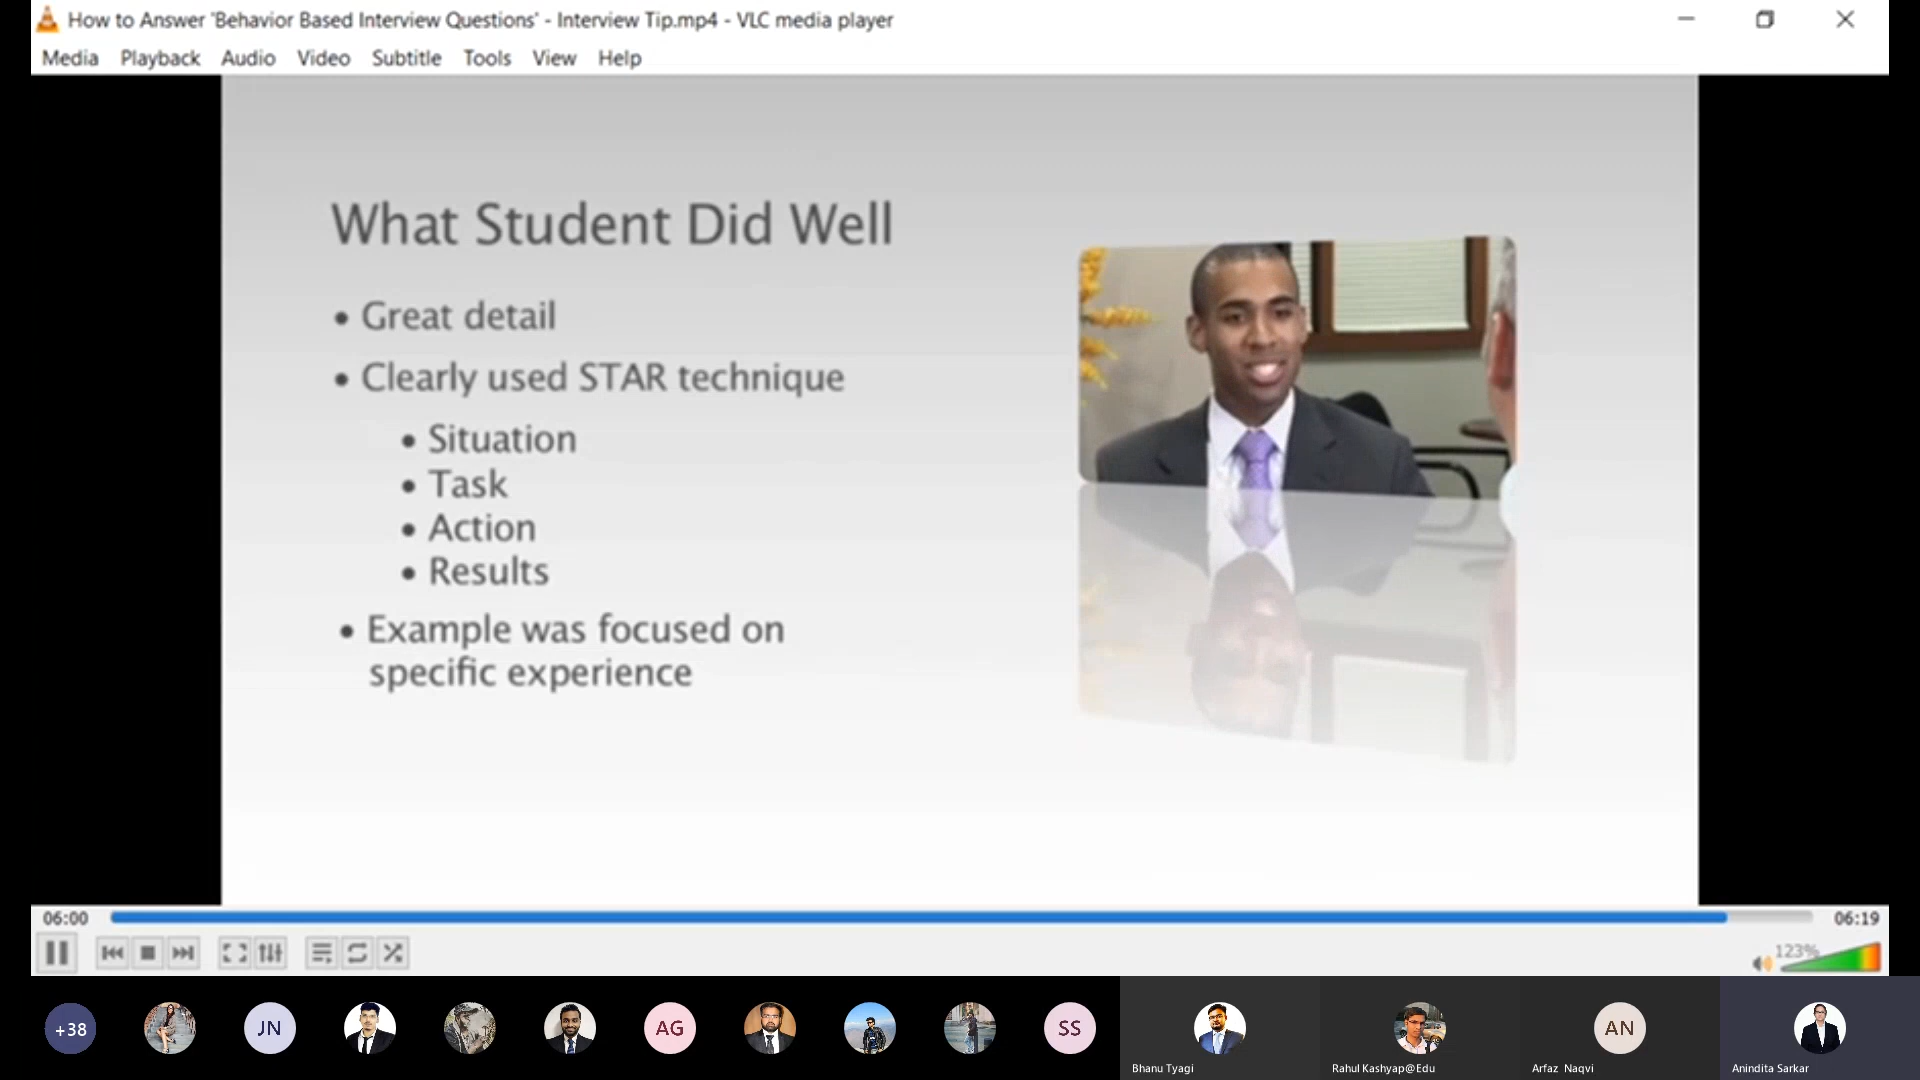 How to Answer 'Behavior Based Interview Questions' - Interview Tip.mp4 - VLC media player
Media Playback Audio Video Subtitle Tools View Help
What Student Did Well
• Great detail
• Clearly used STAR technique
• Situation
• Task
• Action
• Results
• Example was focused on
specific experience
06:00
06:19
123%
+38
JN
AG
SS
AN
Bhanu Tyagi
Rahul Kashyap@Edu
Arfaz Naqvi
Anindita Sarkar